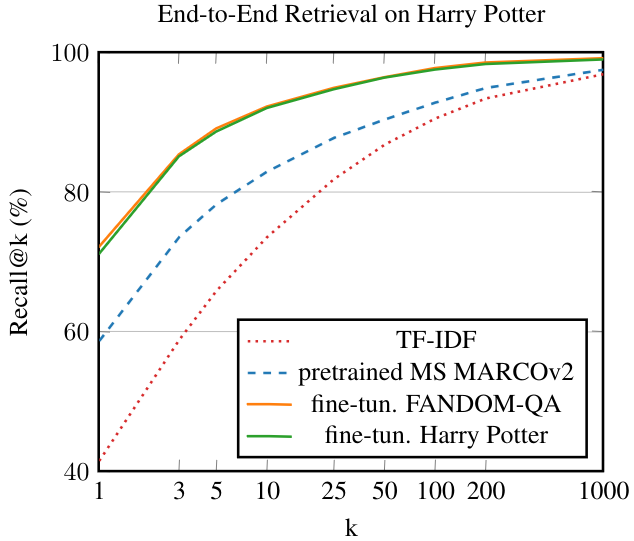 End-to-End Retrieval on Harry Potter
100
80
60
40
Recall@k (%)
TF-IDF
pretrained MS MARCOv2
fine-tun. FANDOM-QA
fine-tun. Harry Potter
1 3 5 10 25 50 100 200 1000
k